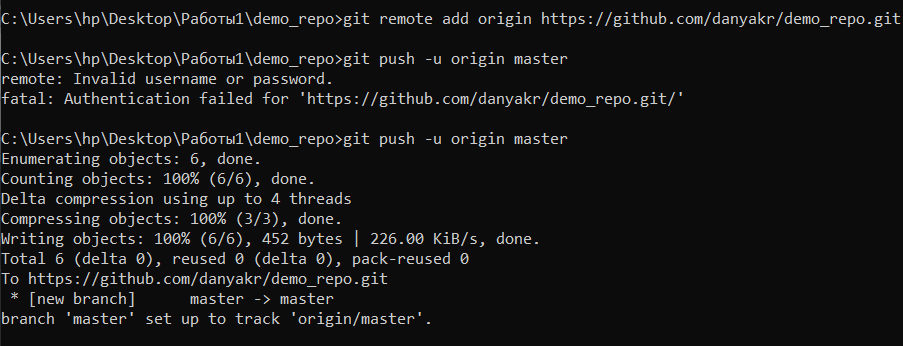 C:\Users\hp\Desktop\Работы1\demo_repo>git remote add origin https://github.com/danyakr/demo_repo.git
C:\Users\hp\Desktop\Работы1\demo_repo>git push -u origin master
remote: Invalid username or password.
fatal: Authentication failed for 'https://github.com/danyakr/demo_repo.git/'
C:\Users\hp\Desktop\Работы1\demo_repo>git push -u origin master
Enumerating objects: 6, done.
Counting objects: 100% (6/6), done.
Delta compression using up to 4 threads
Compressing objects: 100% (3/3), done.
Writing objects: 100% (6/6), 452 bytes | 226.00 KiB/s, done.
Total 6 (delta 0), reused 0 (delta 0), pack-reused 0
To https://github.com/danyakr/demo_repo.git
 * [new branch]      master -> master
branch 'master' set up to track 'origin/master'.